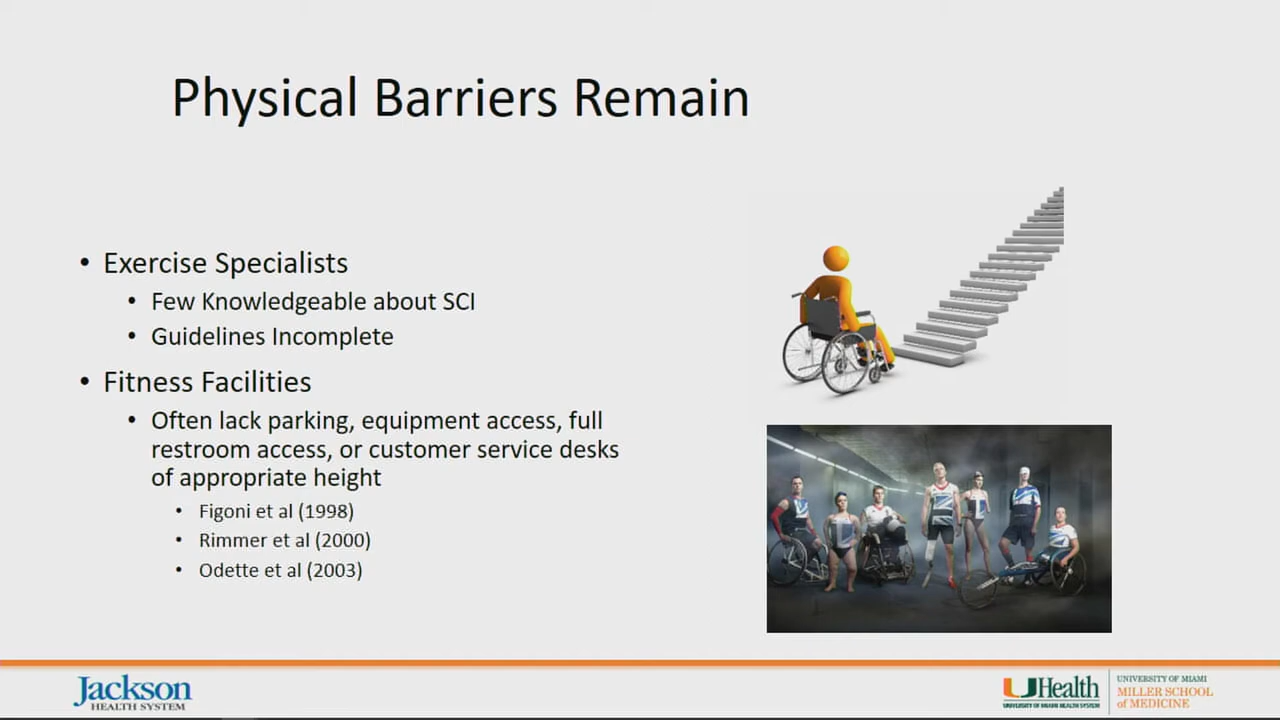 Physical Barriers Remain
• Exercise Specialists
• Few Knowledgeable about SCI
• Guidelines Incomplete
• Fitness Facilities
• Often lack parking, equipment access, full
restroom access, or customer service desks
of appropriate height
• Figoni et al (1998)
• Rimmer et al (2000)
• Odette et al (2003)
Jackson
HEALTH SYSTEM
UHealth
UNIVERSITY OF MIAMI HEALTH SYSTEM
UNIVERSITY OF MIAMI
MILLER SCHOOL
of MEDICINE